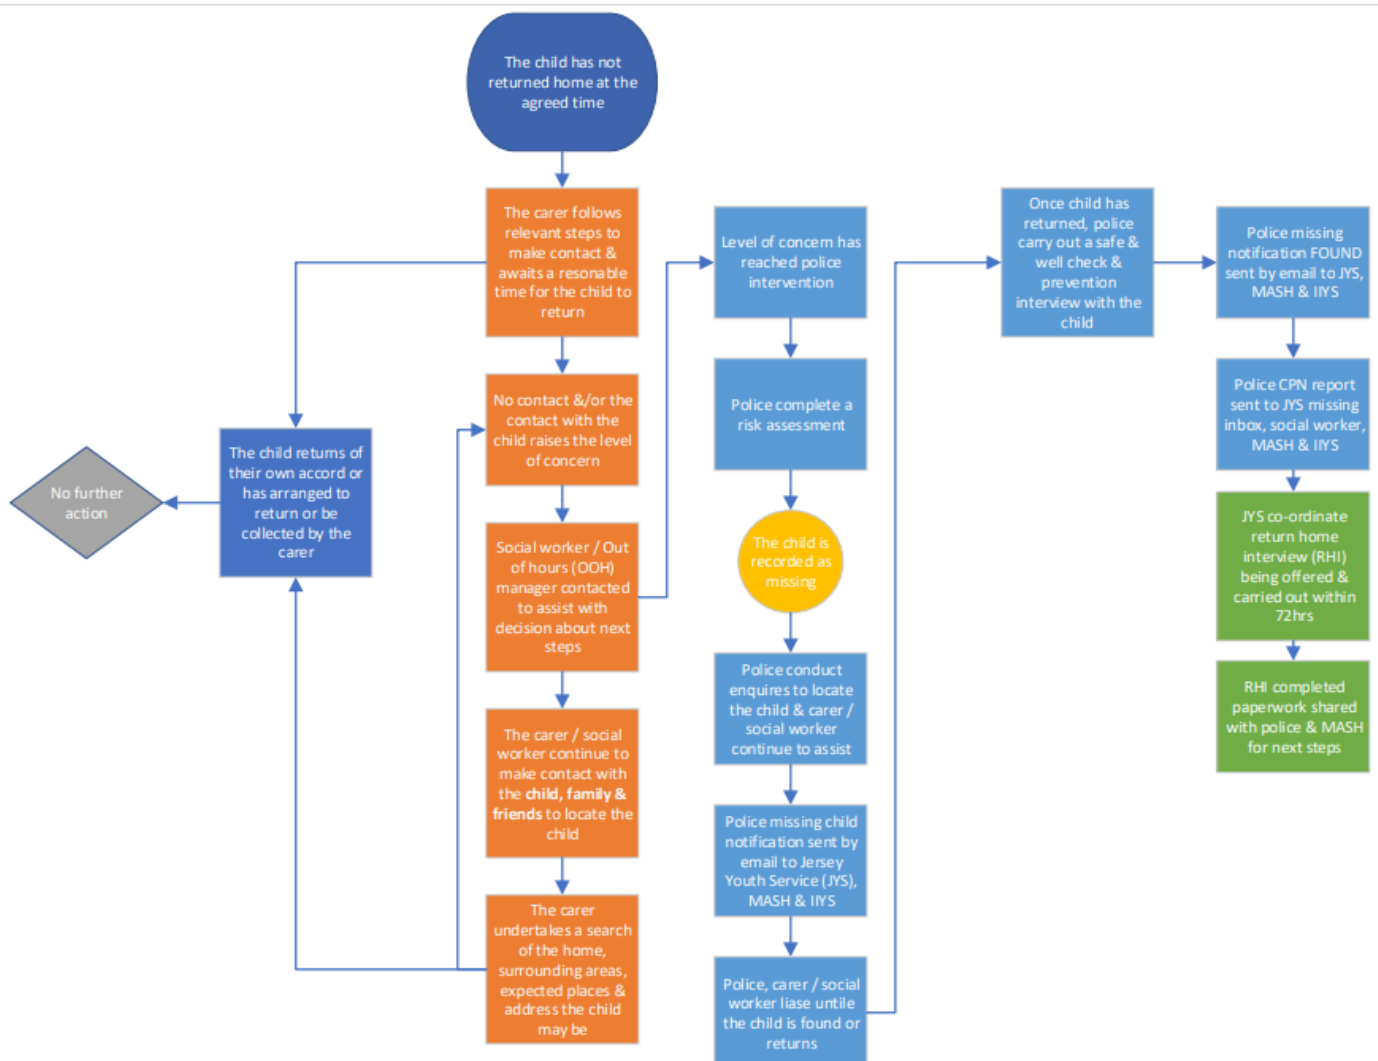 The child has not
returned home at the
agreed time
The carer follows
relevant steps to
make contact &
awaits a resonable
time for the child to
return
No contact &/or the
contact with the
child raises the level
of concern
Social worker / Out
of hours (OOH)
manager contacted
to assist with
decision about next
steps
The carer / social
worker continue to
make contact with
the child, family &
friends to locate the
child
The carer
undertakes a search
of the home,
surrounding areas,
expected places &
address the child
may be
The child returns of
their own accord or
has arranged to
return or be
collected by the
carer
No further
action
Level of concern has
reached police
intervention
Police complete a
risk assessment
The child is
recorded as
missing
Police conduct
enquires to locate
the child & carer /
social worker
continue to assist
Police missing child
notification sent by
email to Jersey
Youth Service (JYS),
MASH & IIYS
Police, carer / social
worker liase untile
the child is found or
returns
Once child has
returned, police
carry out a safe &
well check &
prevention
interview with the
child
Police missing
notification FOUND
sent by email to JYS,
MASH & IIYS
Police CPN report
sent to JYS missing
inbox, social worker,
MASH & IIYS
JYS co-ordinate
return home
interview (RHI)
being offered &
carried out within
72hrs
RHI completed
paperwork shared
with police & MASH
for next steps